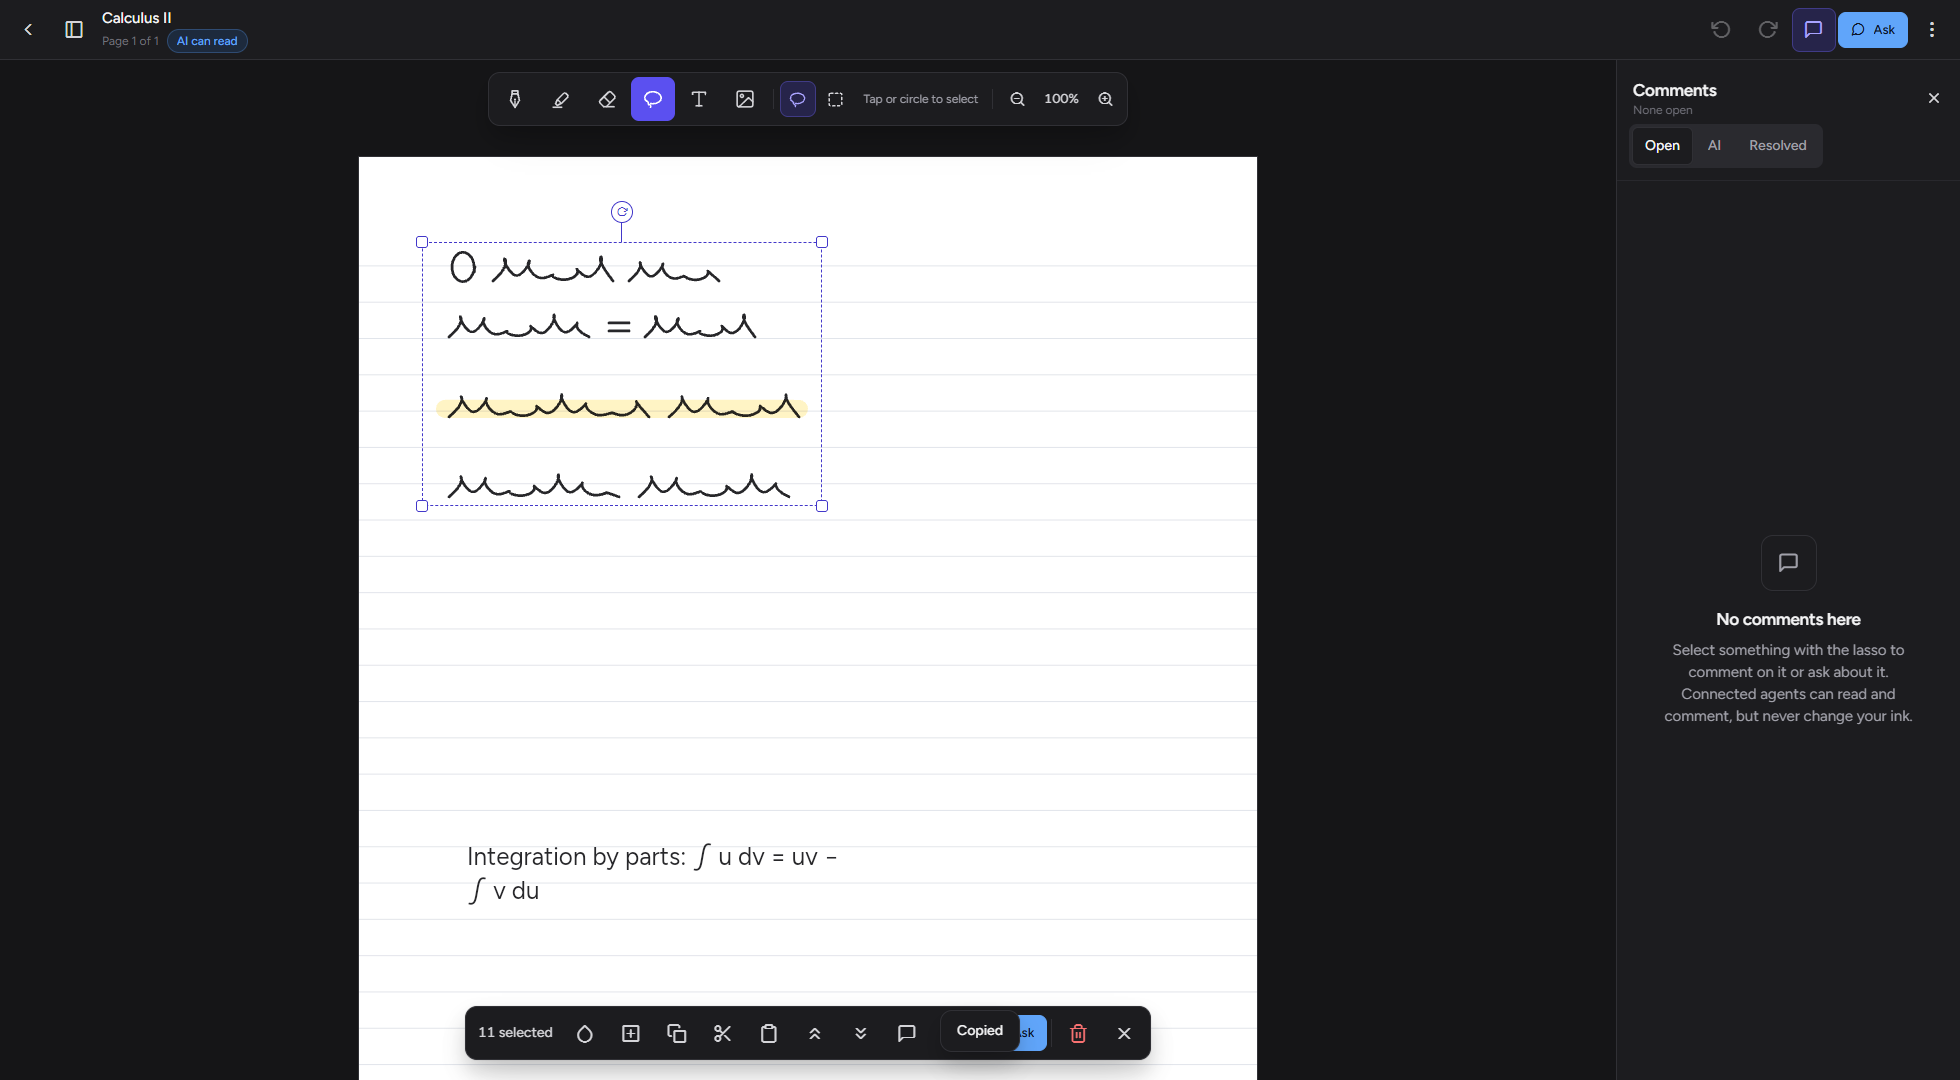 Calculus II
Page 1 of 1 AI can read
Ask
Tap or circle to select 100%
Comments
None open
Open AI Resolved
=
Integration by parts: ∫ u dv = uv −
∫ v du
No comments here
Select something with the lasso to
comment on it or ask about it.
Connected agents can read and
comment, but never change your ink.
11 selected Copied sk